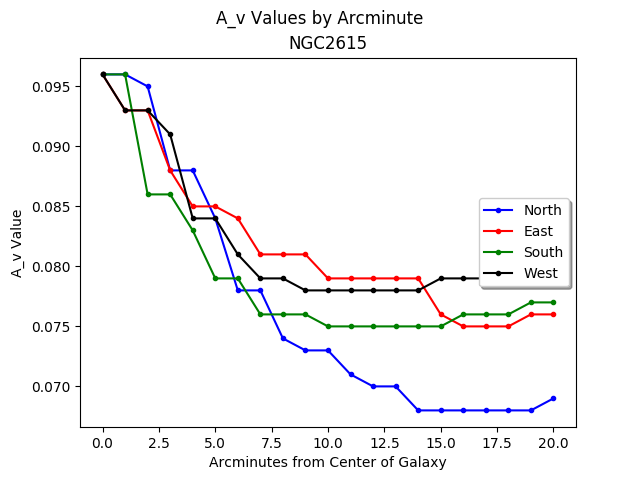 A_v Values by Arcminute
NGC2615
A_v Value
0.095
0.090
0.085
0.080
0.075
0.070
North
East
South
West
0.0 2.5 5.0 7.5 10.0 12.5 15.0 17.5 20.0
Arcminutes from Center of Galaxy